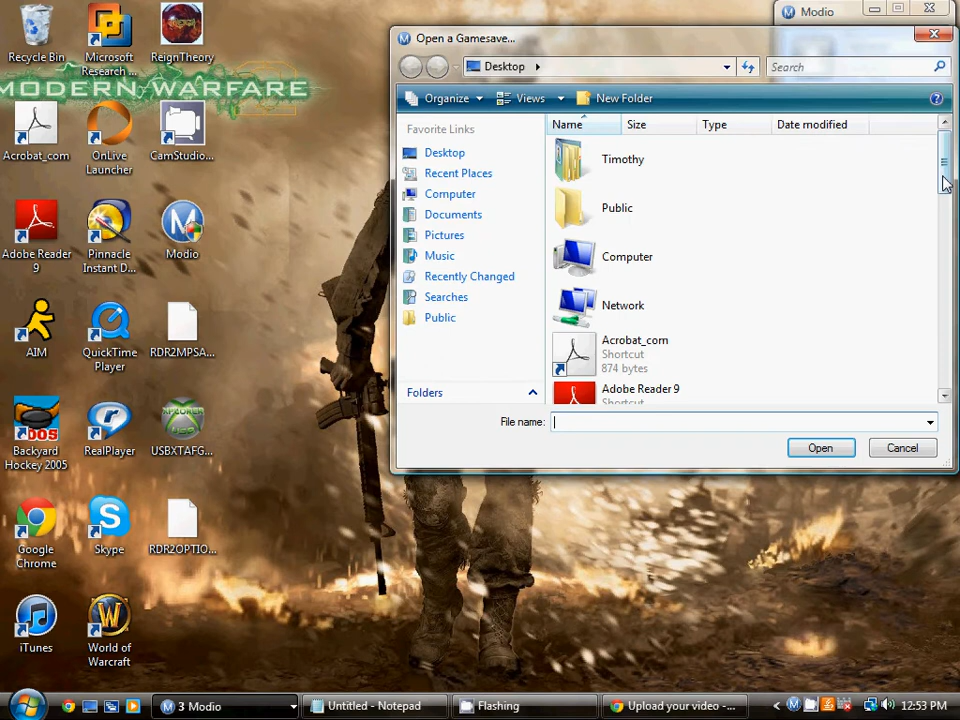 Recycle Bin
Microsoft
Research ...
ReignTheory
MODERN WARFARE
Acrobat_com
OnLive
Launcher
CamStudio...
Adobe Reader
9
Pinnacle
Instant D...
Modio
AIM
QuickTime
Player
RDR2MPSA...
Backyard
Hockey 2005
RealPlayer
USBXTAFG...
Google
Chrome
Skype
RDR2OPTIO...
iTunes
World of
Warcraft
Modio
Open a Gamesave...
Desktop
Search
Organize
Views
New Folder
Favorite Links
Desktop
Recent Places
Computer
Documents
Pictures
Music
Recently Changed
Searches
Public
Folders
Name Size Type Date modified
Timothy
Public
Computer
Network
Acrobat_com
Shortcut
874 bytes
Adobe Reader 9
Shortcut
File name:
Open Cancel
3 Modio
Untitled - Notepad
Flashing
Upload your video -...
12:53 PM